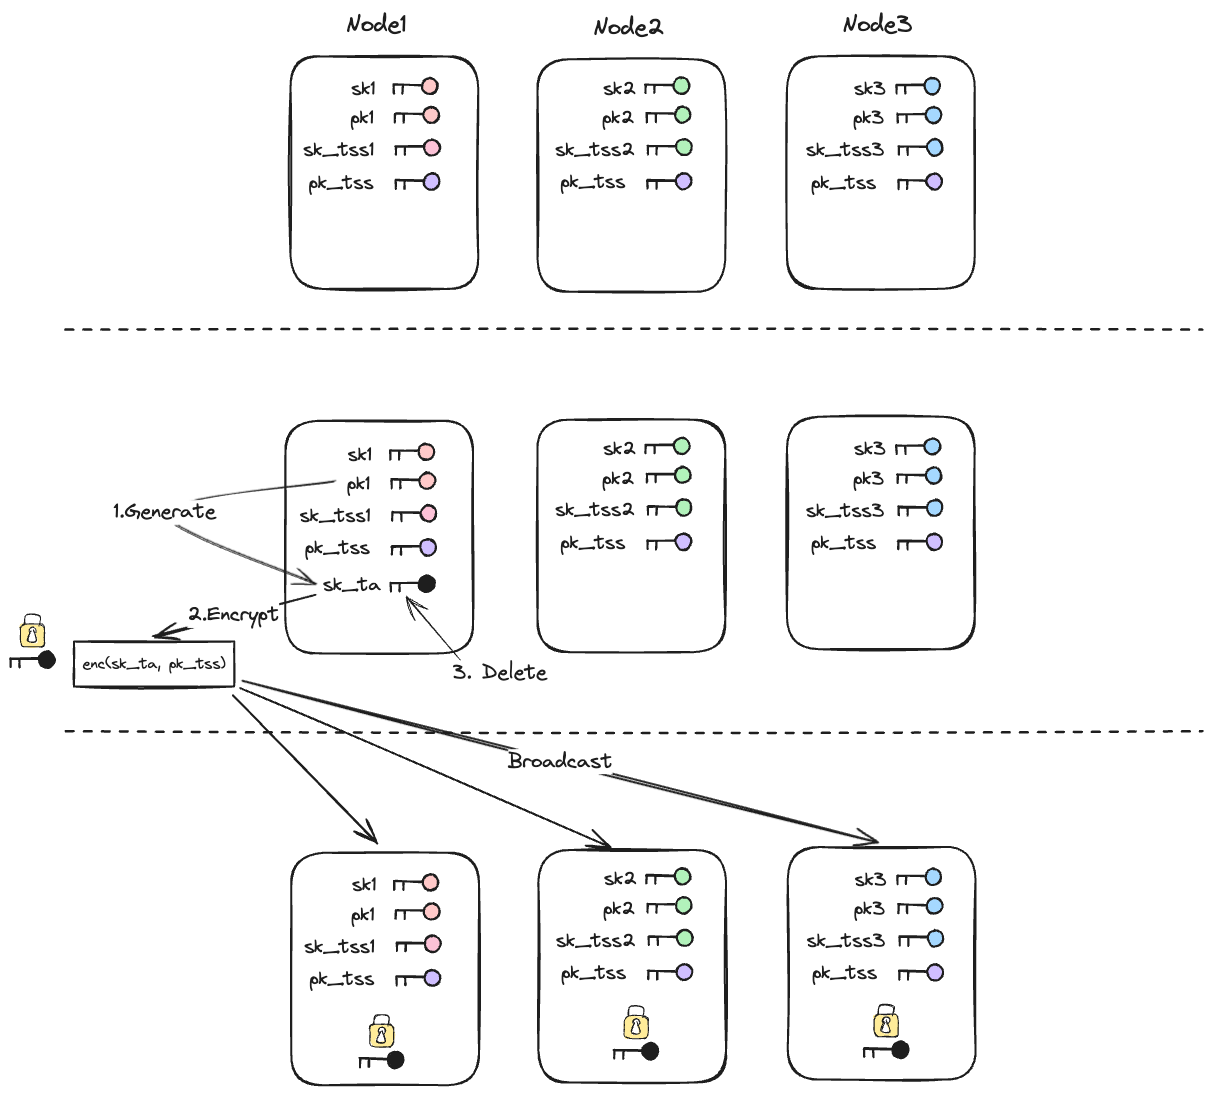 Node1
Node2
Node3
sk1
pk1
sk_tss1
pk_tss
sk2
pk2
sk_tss2
pk_tss
sk3
pk3
sk_tss3
pk_tss
sk1
pk1
sk_tss1
pk_tss
sk_ta
1.Generate
2.Encrypt
3. Delete
enc(sk_ta, pk_tss)
sk2
pk2
sk_tss2
pk_tss
sk3
pk3
sk_tss3
pk_tss
Broadcast
sk1
pk1
sk_tss1
pk_tss
sk2
pk2
sk_tss2
pk_tss
sk3
pk3
sk_tss3
pk_tss